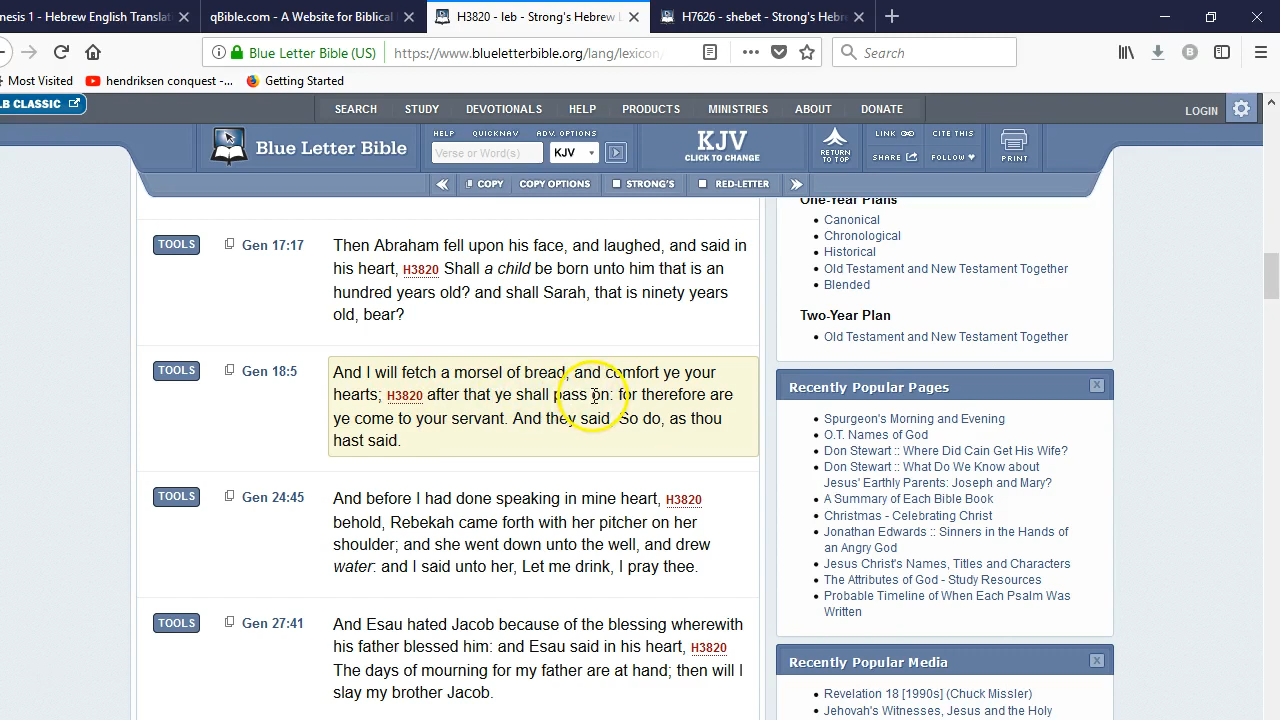 nesis 1 - Hebrew English Translat
qBible.com - A Website for Biblical
H3820 - leb - Strong's Hebrew L
H7626 - shebet - Strong's Hebr
Blue Letter Bible (US)
https://www.blueletterbible.org/lang/lexicon
Search
Most Visited
hendriksen conquest -...
Getting Started
LB CLASSIC
SEARCH STUDY DEVOTIONALS HELP PRODUCTS MINISTRIES ABOUT DONATE
LOGIN
Blue Letter Bible
HELP QUICKNAV ADV. OPTIONS
Verse or Word(s)
KJV
KJV
CLICK TO CHANGE
RETURN
TO TOP
LINK
CITE THIS
SHARE
FOLLOW
PRINT
COPY COPY OPTIONS STRONG'S RED-LETTER
TOOLS
Gen 17:17
Then Abraham fell upon his face, and laughed, and said in
his heart, H3820 Shall a child be born unto him that is an
hundred years old? and shall Sarah, that is ninety years
old, bear?
TOOLS
Gen 18:5
And I will fetch a morsel of bread, and comfort ye your
hearts; H3820 after that ye shall pass on: for therefore are
ye come to your servant. And they said, So do, as thou
hast said.
TOOLS
Gen 24:45
And before I had done speaking in mine heart, H3820
behold, Rebekah came forth with her pitcher on her
shoulder; and she went down unto the well, and drew
water: and I said unto her, Let me drink, I pray thee.
TOOLS
Gen 27:41
And Esau hated Jacob because of the blessing wherewith
his father blessed him: and Esau said in his heart, H3820
The days of mourning for my father are at hand; then will I
slay my brother Jacob.
One-Year Plans
Canonical
Chronological
Historical
Old Testament and New Testament Together
Blended
Two-Year Plan
Old Testament and New Testament Together
Recently Popular Pages
Spurgeon's Morning and Evening
O.T. Names of God
Don Stewart :: Where Did Cain Get His Wife?
Don Stewart :: What Do We Know about
Jesus' Earthly Parents: Joseph and Mary?
A Summary of Each Bible Book
Christmas - Celebrating Christ
Jonathan Edwards :: Sinners in the Hands of
an Angry God
Jesus Christ's Names, Titles and Characters
The Attributes of God - Study Resources
Probable Timeline of When Each Psalm Was
Written
Recently Popular Media
Revelation 18 [1990s] (Chuck Missler)
Jehovah's Witnesses, Jesus and the Holy